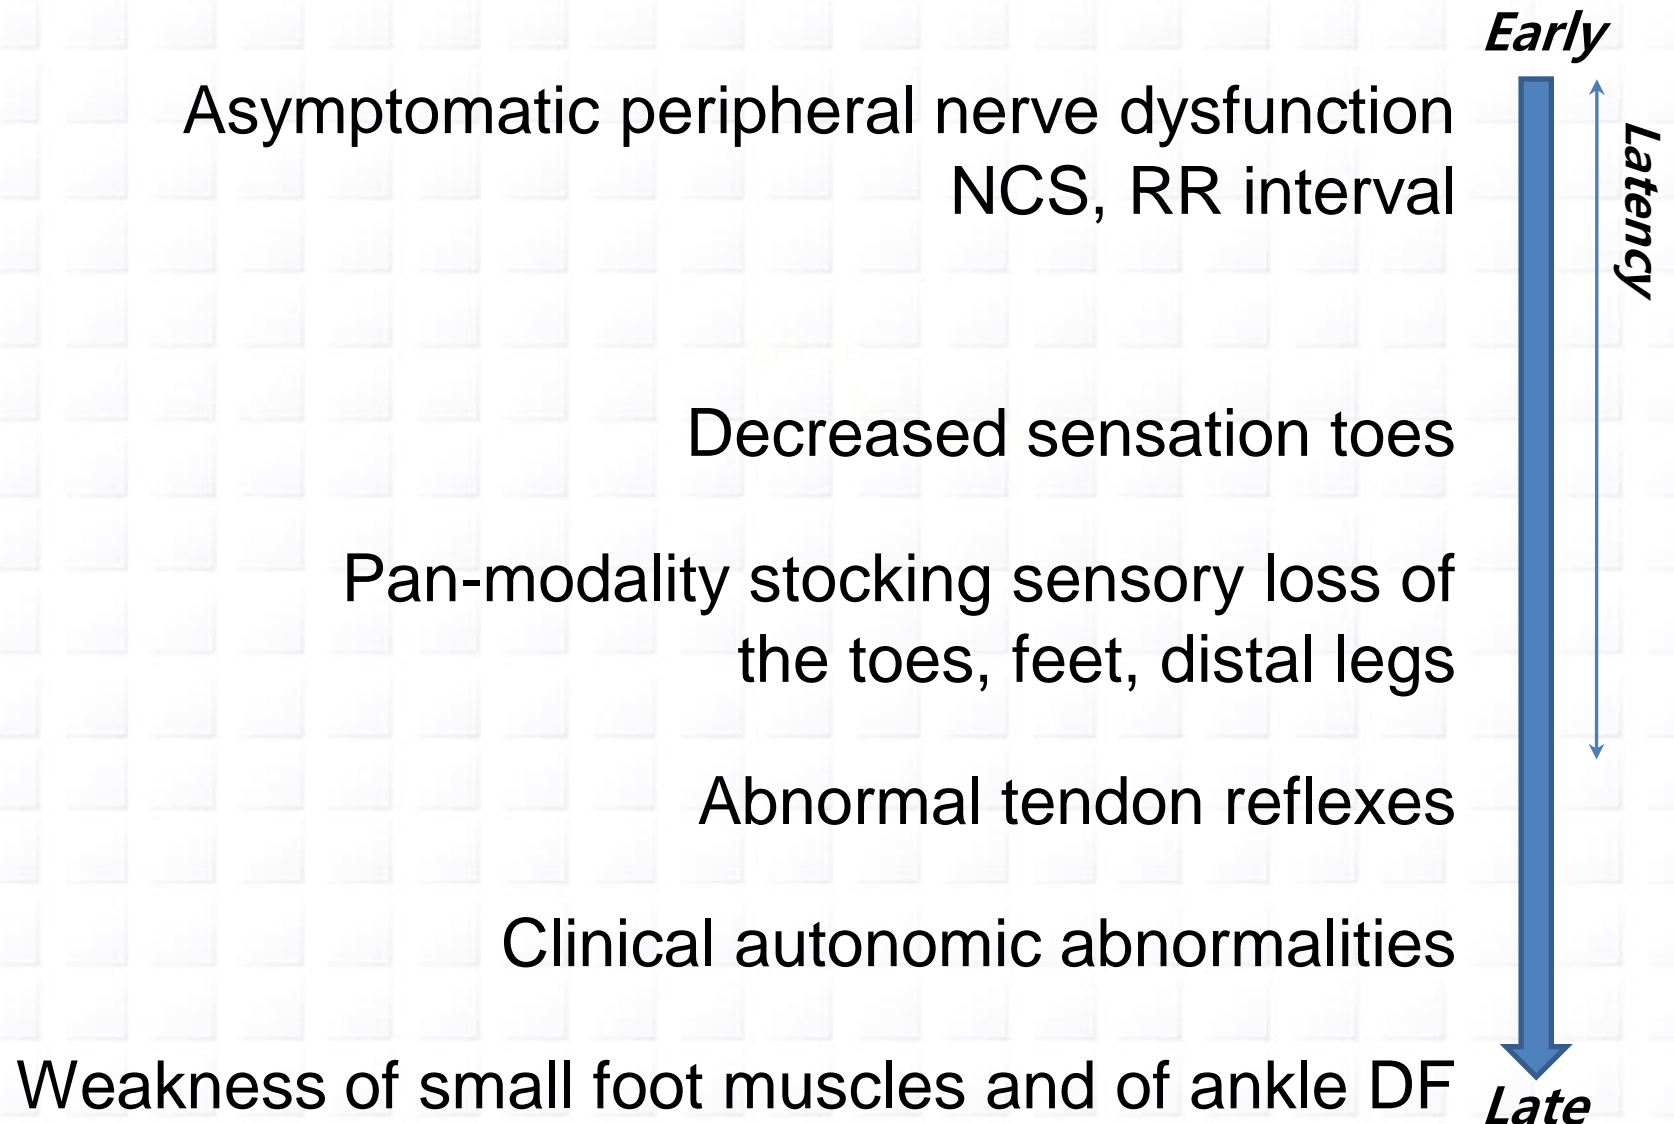 Early
Asymptomatic peripheral nerve dysfunction
NCS, RR interval
Latency
Decreased sensation toes
Pan-modality stocking sensory loss of
the toes, feet, distal legs
Abnormal tendon reflexes
Clinical autonomic abnormalities
Weakness of small foot muscles and of ankle DF
Late